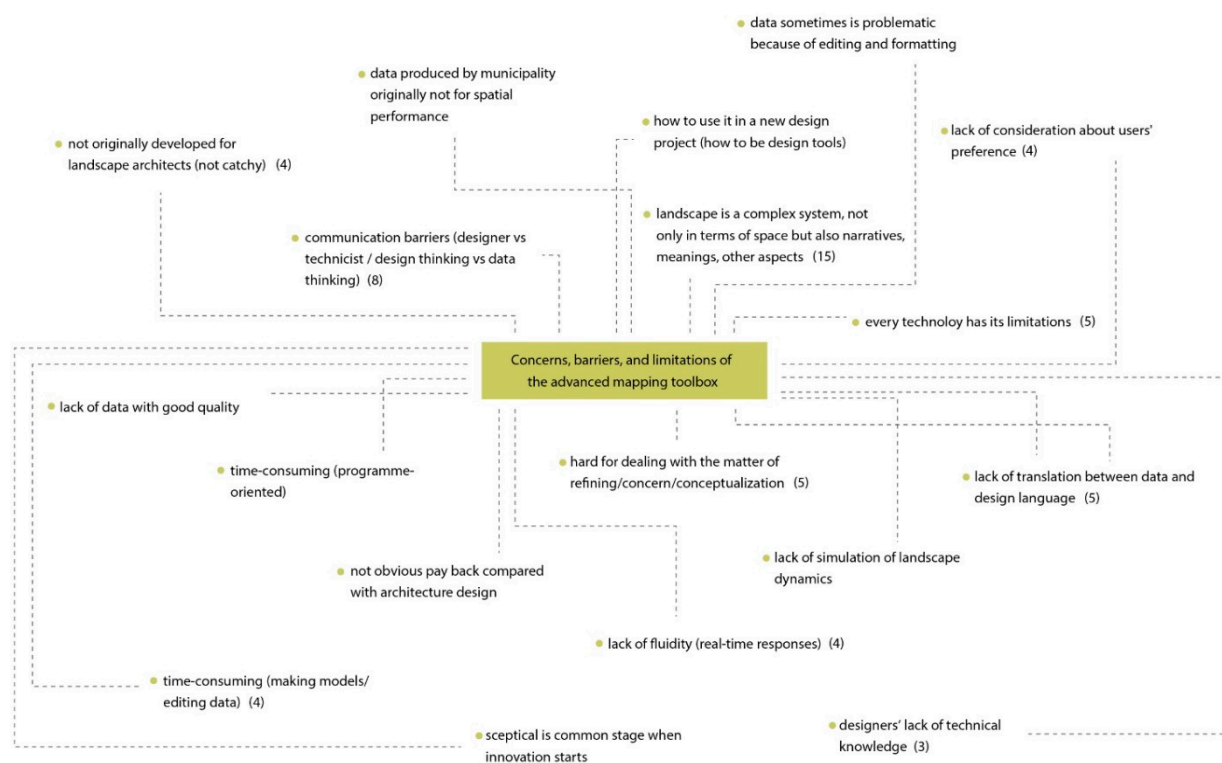 data sometimes is problematic
because of editing and formatting
data produced by municipality
originally not for spatial
performance
how to use it in a new design
project (how to be design tools)
lack of consideration about users'
preference (4)
not originally developed for
landscape architects (not catchy) (4)
landscape is a complex system, not
only in terms of space but also narratives,
meanings, other aspects (15)
communication barriers (designer vs
technicist / design thinking vs data
thinking) (8)
every technoloy has its limitations (5)
Concerns, barriers, and limitations of
the advanced mapping toolbox
lack of data with good quality
time-consuming (programme-
oriented)
hard for dealing with the matter of
refining/concern/conceptualization (5)
lack of translation between data and
design language (5)
not obvious pay back compared
with architecture design
lack of simulation of landscape
dynamics
lack of fluidity (real-time responses) (4)
time-consuming (making models/
editing data) (4)
sceptical is common stage when
innovation starts
designers' lack of technical
knowledge (3)